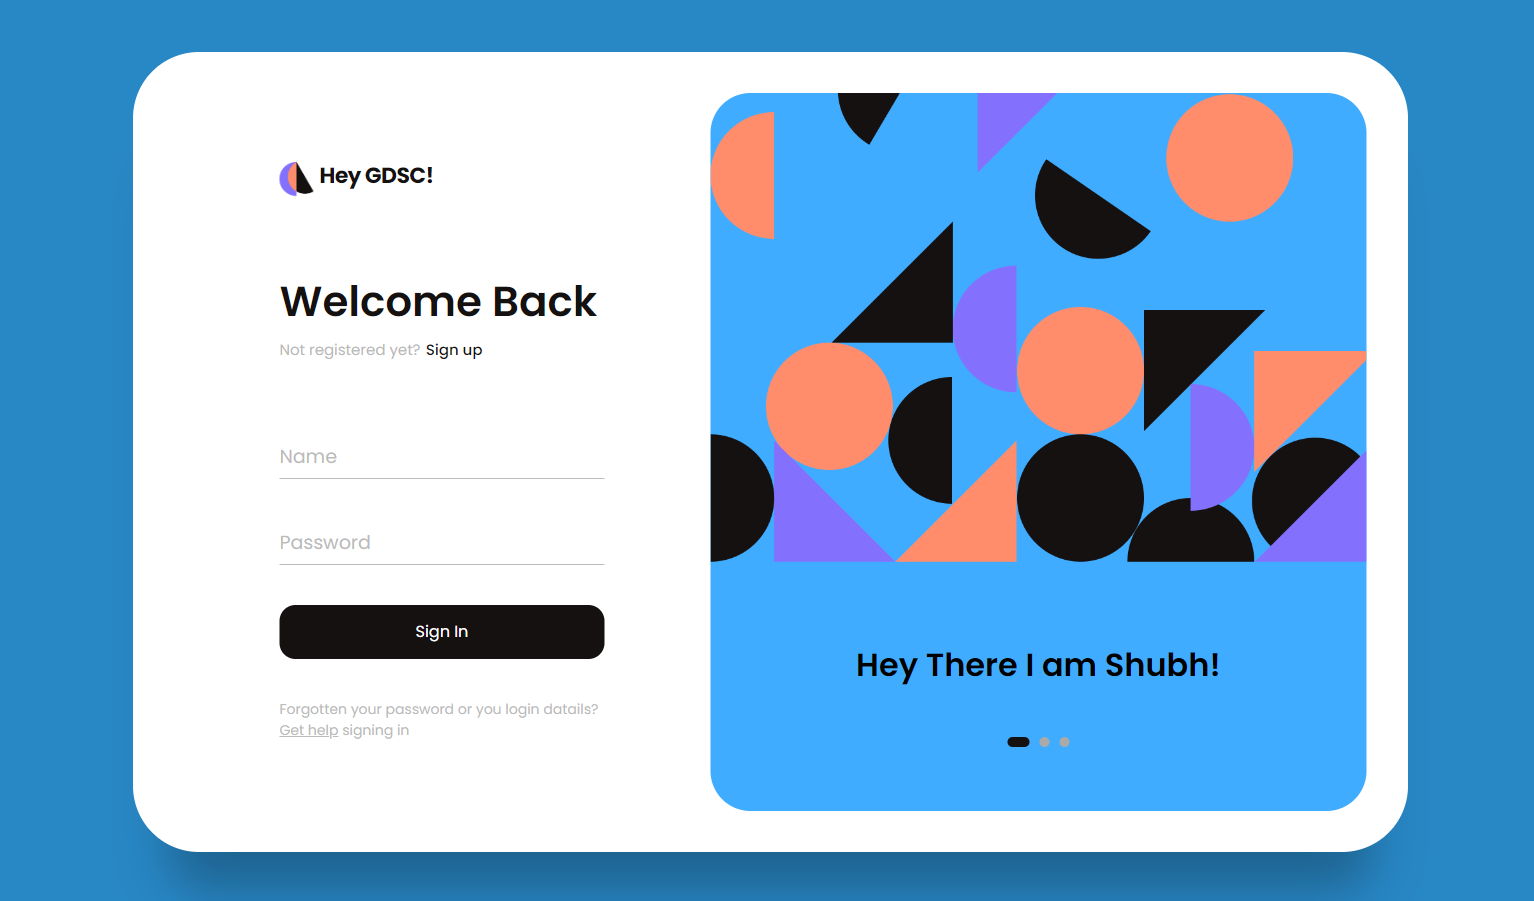 Hey GDSC!
Welcome Back
Not registered yet? Sign up
Name
Password
Sign In
Forgotten your password or you login datails?
Get help signing in
Hey There I am Shubh!